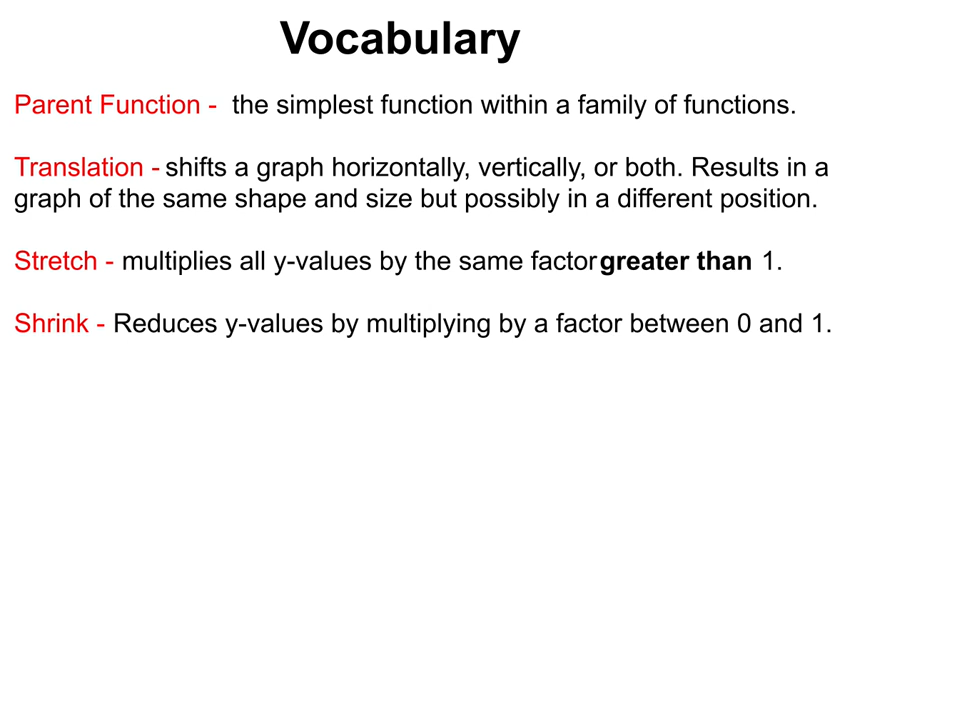 Vocabulary
Parent Function - the simplest function within a family of functions.
Translation - shifts a graph horizontally, vertically, or both. Results in a
graph of the same shape and size but possibly in a different position.
Stretch - multiplies all y-values by the same factor greater than 1.
Shrink - Reduces y-values by multiplying by a factor between 0 and 1.